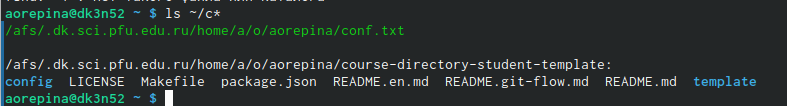 aorepina@dk3n52 ~ $ ls ~/c*
/afs/.dk.sci.pfu.edu.ru/home/a/o/aorepina/conf.txt
/afs/.dk.sci.pfu.edu.ru/home/a/o/aorepina/course-directory-student-template:
config LICENSE Makefile package.json README.en.md README.git-flow.md README.md template
aorepina@dk3n52 ~ $